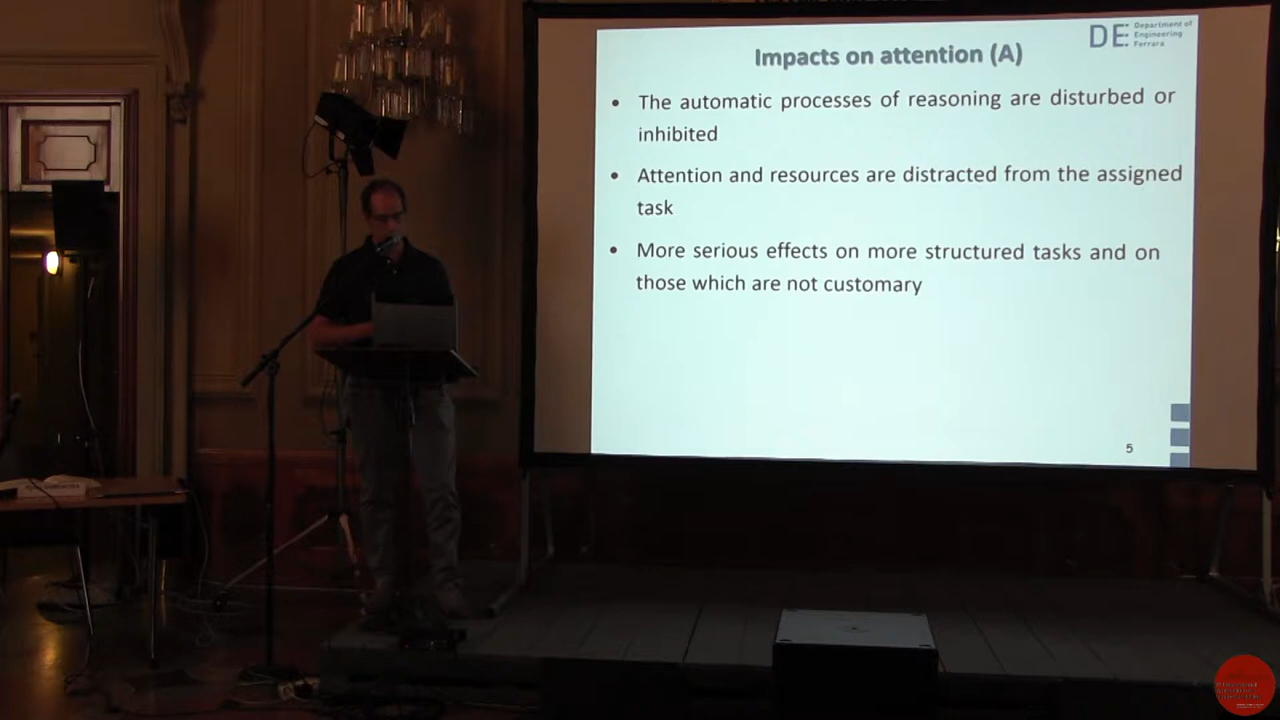 DE Department of
Engineering
Ferrara
Impacts on attention (A)
• The automatic processes of reasoning are disturbed or
inhibited
• Attention and resources are distracted from the assigned
task
• More serious effects on more structured tasks and on
those which are not customary
5